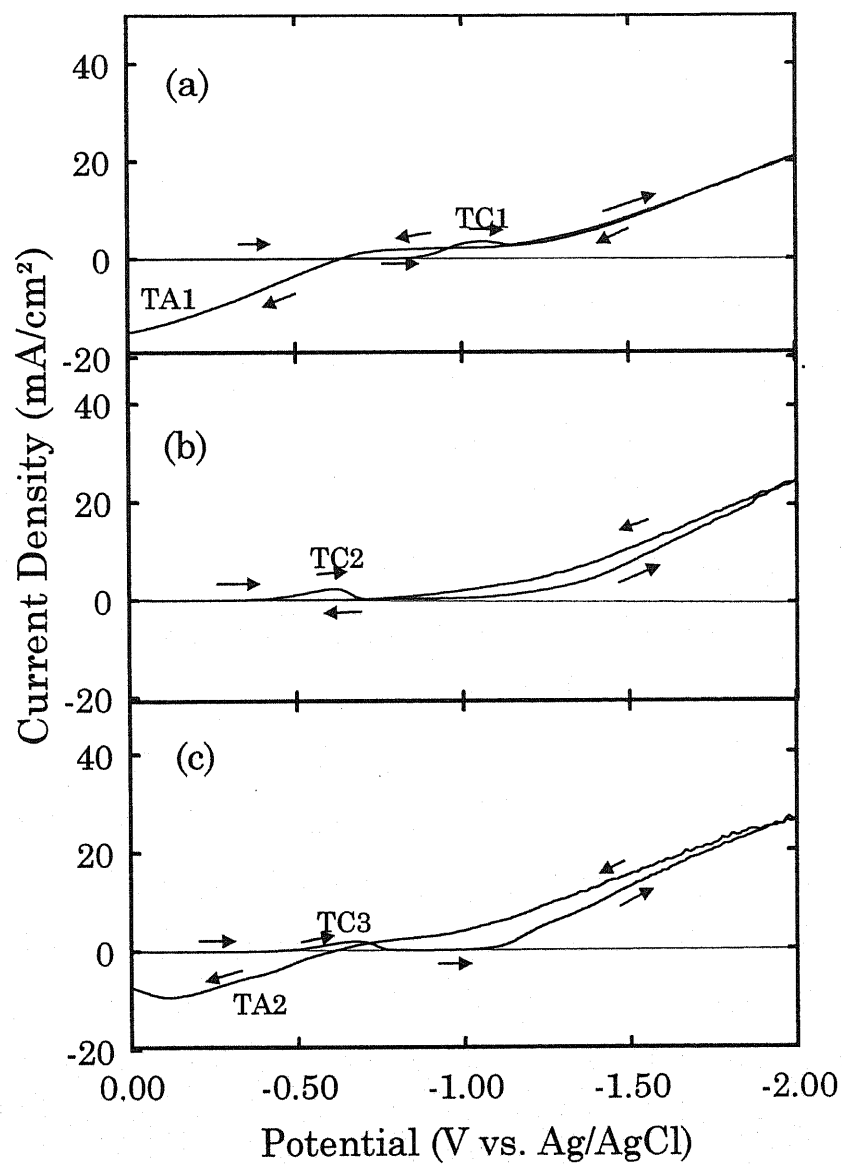 (a)
40
20
0
-20
TC1
TA1
(b)
40
20
0
-20
TC2
(c)
40
20
0
-20
TC3
TA2
0.00 -0.50 -1.00 -1.50 -2.00
Potential (V vs. Ag/AgCl)
Current Density (mA/cm²)